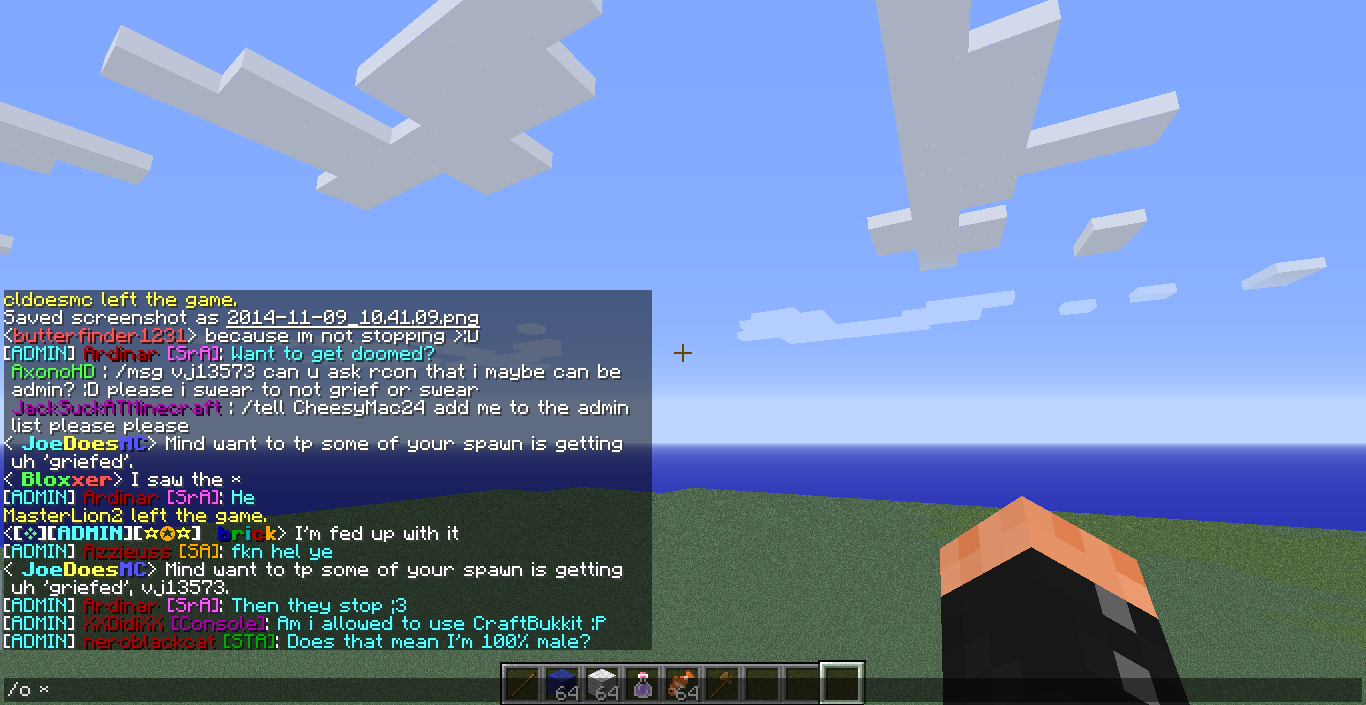 cldoesmc left the game.
Saved screenshot as 2014-11-09_10.41.09.png
<butterfinder1231> because im not stopping >:D
[ADMIN] Ardinar [SrA]: Want to get doomed?
AxonoHD : /msg vj13573 can u ask rcon that i maybe can be
admin? :D please i swear to not grief or swear
JackSuckATMinecraft : /tell CheesyMac24 add me to the admin
list please please
< JoeDoesMC> Mind want to tp some of your spawn is getting
uh 'griefed'.
< Bloxxer> I saw the *
[ADMIN] Ardinar [SrA]: He
MasterLion2 left the game.
<[❖][ADMIN][☆✪☆] brick> I'm fed up with it
[ADMIN] Azzieuss [SA]: fkn hel ye
< JoeDoesMC> Mind want to tp some of your spawn is getting
uh 'griefed', vj13573.
[ADMIN] Ardinar [SrA]: Then they stop ;3
[ADMIN] XXDidiXX [Console]: Am i allowed to use CraftBukkit :P
[ADMIN] neroblackcat [STA]: Does that mean I'm 100% male?
64 64 64
/o *